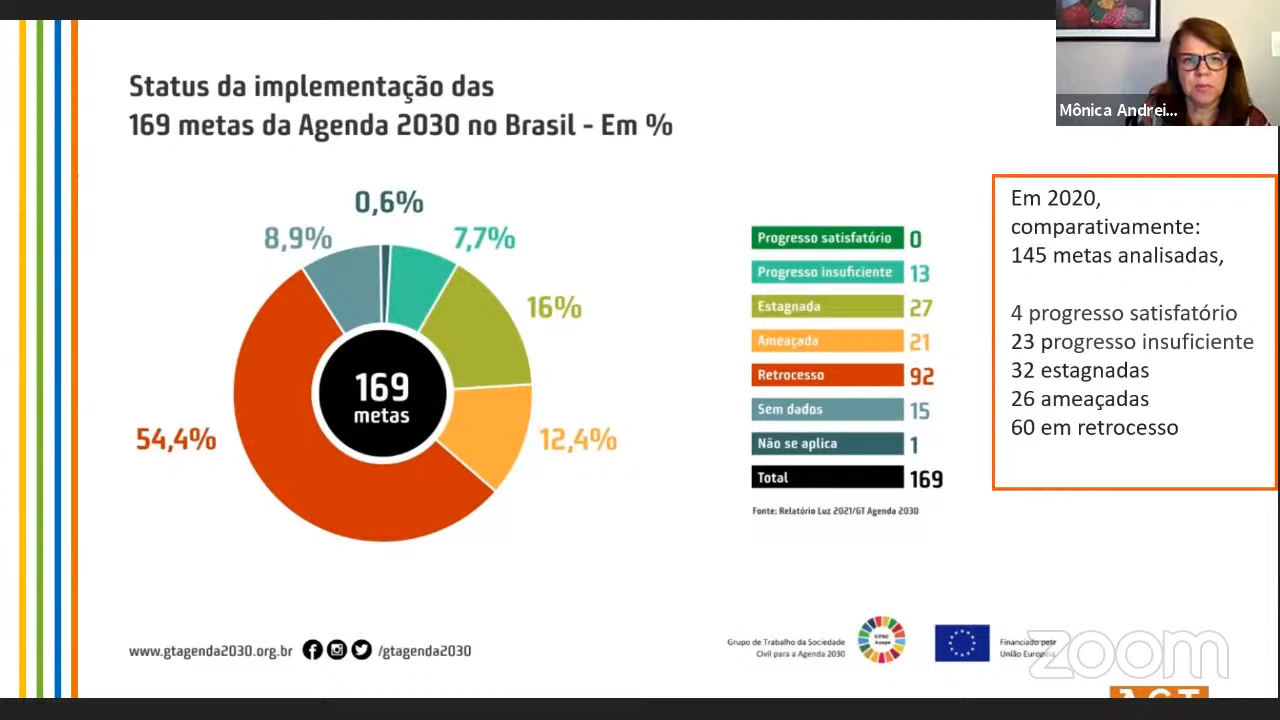 Mônica Andrei...
Status da implementação das
169 metas da Agenda 2030 no Brasil - Em %
0,6%
8,9%
7,7%
16%
54,4%
12,4%
169
metas
Progresso satisfatório 0
Progresso insuficiente 13
Estagnada 27
Ameaçada 21
Retrocesso 92
Sem dados 15
Não se aplica 1
Total 169
Fonte: Relatório Luz 2021/GT Agenda 2030
Em 2020,
comparativamente:
145 metas analisadas,
4 progresso satisfatório
23 progresso insuficiente
32 estagnadas
26 ameaçadas
60 em retrocesso
www.gtagenda2030.org.br /gtagenda2030
Grupo de Trabalho da Sociedade
Civil para a Agenda 2030
Financiado pela
União Europeia
zoom